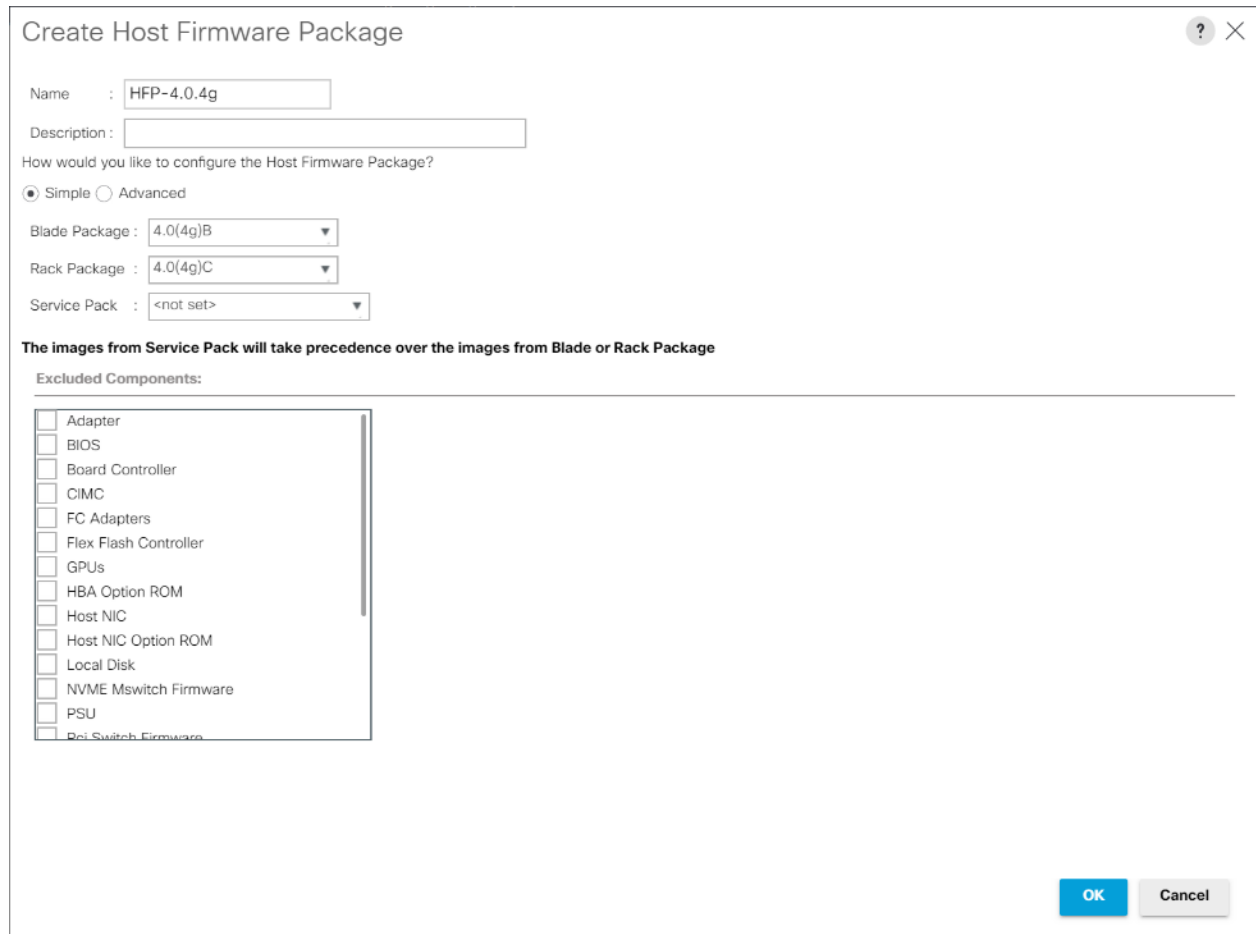 Create Host Firmware Package
?
Name : HFP-4.0.4g
Description :
How would you like to configure the Host Firmware Package?
Simple Advanced
Blade Package : 4.0(4g)B
Rack Package : 4.0(4g)C
Service Pack : <not set>
The images from Service Pack will take precedence over the images from Blade or Rack Package
Excluded Components:
Adapter
BIOS
Board Controller
CIMC
FC Adapters
Flex Flash Controller
GPUs
HBA Option ROM
Host NIC
Host NIC Option ROM
Local Disk
NVME Mswitch Firmware
PSU
Pci Switch Firmware
OK Cancel